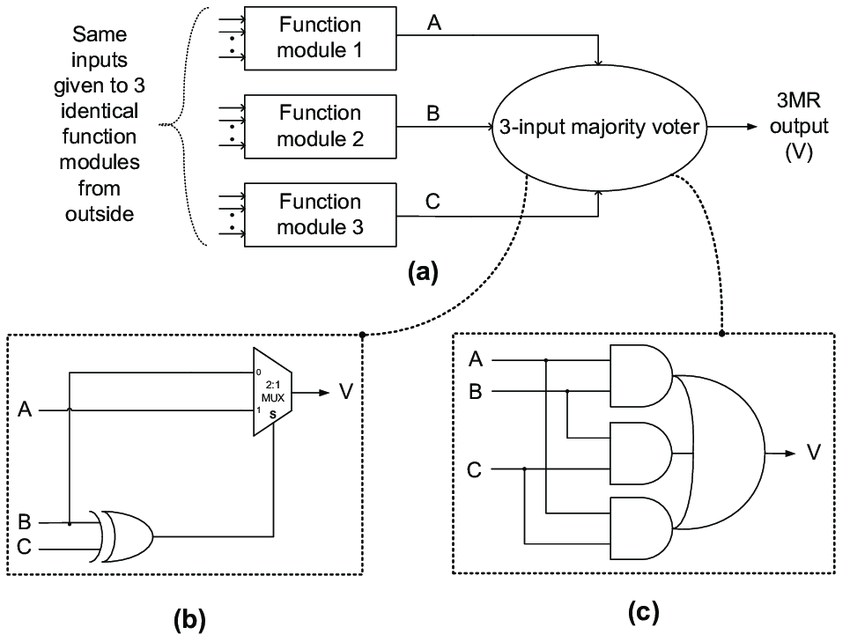 Same
inputs
given to 3
identical
function
modules
from
outside
Function
module 1
A
Function
module 2
B
Function
module 3
C
3-input majority voter
3MR
output
(V)
(a)
A
B
C
0
2:1
MUX
1
S
V
(b)
A
B
C
V
(c)